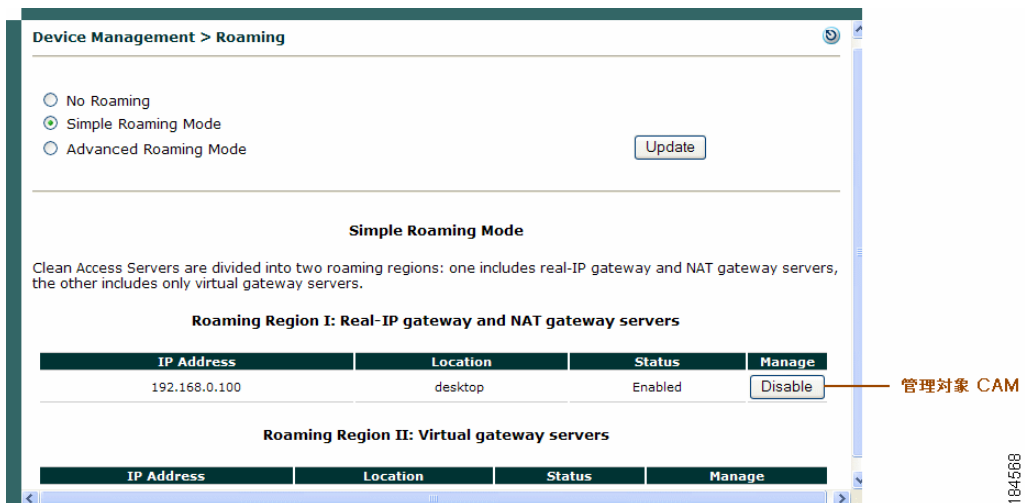 Device Management > Roaming
No Roaming
Simple Roaming Mode
Advanced Roaming Mode
Update
Simple Roaming Mode
Clean Access Servers are divided into two roaming regions: one includes real-IP gateway and NAT gateway servers,
the other includes only virtual gateway servers.
Roaming Region I: Real-IP gateway and NAT gateway servers
IP Address Location Status Manage
192.168.0.100 desktop Enabled Disable
管理対象 CAM
Roaming Region II: Virtual gateway servers
IP Address Location Status Manage
184568